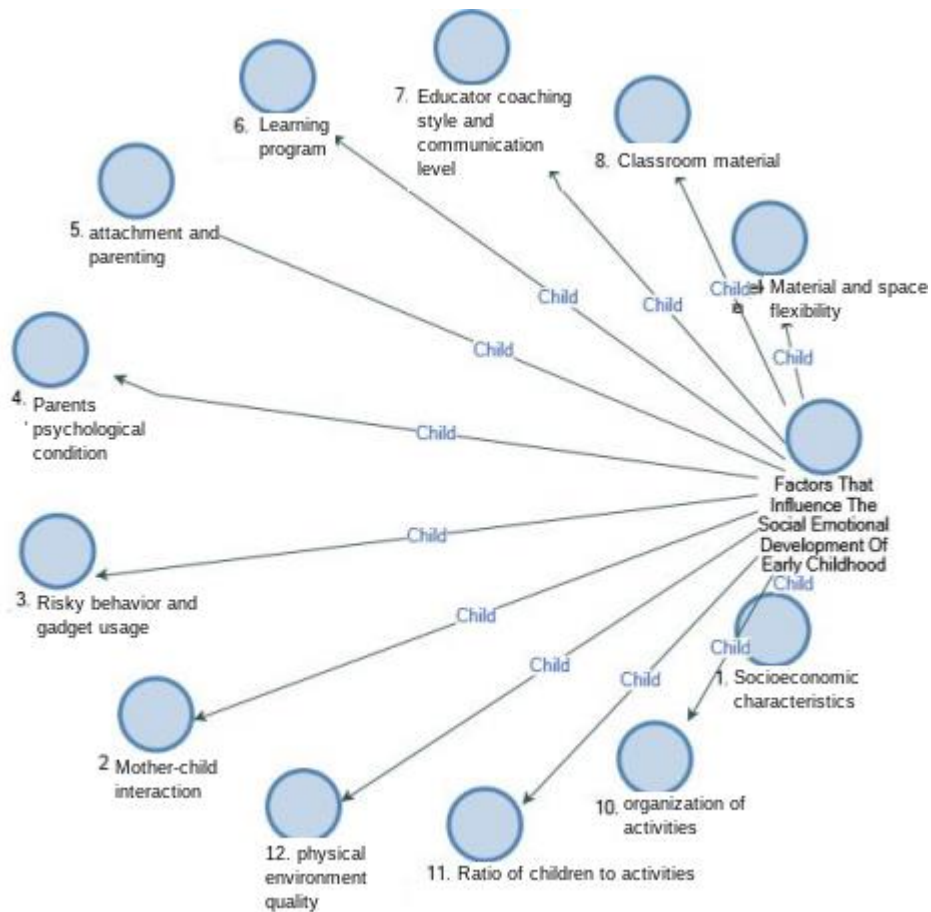 7. Educator coaching
style and
communication
level
6. Learning
program
8. Classroom material
5. attachment and
parenting
Material and space
flexibility
Child
Child
Child
Child
Child
Child
4. Parents
psychological
condition
Child
Factors That
Influence The
Social Emotional
Development Of
Early Childhood
3. Risky behavior and
gadget usage
Child
Child
Child
Child
Child
Child
1. Socioeconomic
characteristics
2 Mother-child
interaction
10. organization of
activities
12. physical
environment
quality
11. Ratio of children to activities